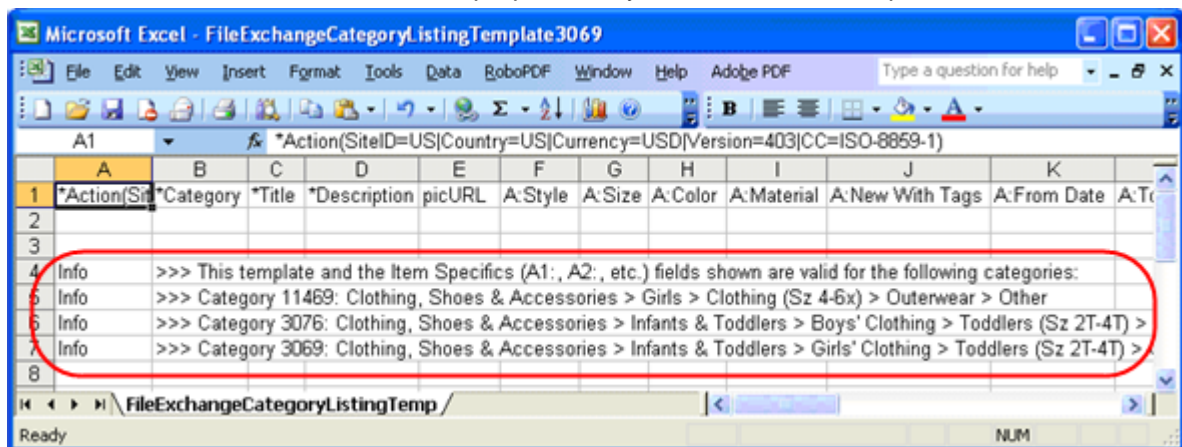 Microsoft Excel - FileExchangeCategoryListingTemplate3069
File Edit View Insert Format Tools Data RoboPDF Window Help Adobe PDF Type a question for help
A1 fx *Action(SiteID=US|Country=US|Currency=USD|Version=403|CC=ISO-8859-1)
A B C D E F G H I J K
1 *Action(Sit *Category *Title *Description picURL A:Style A:Size A:Color A:Material A:New With Tags A:From Date A:To
2
3
4 Info >>> This template and the Item Specifics (A1:, A2:, etc.) fields shown are valid for the following categories:
5 Info >>> Category 11469: Clothing, Shoes & Accessories > Girls > Clothing (Sz 4-6x) > Outerwear > Other
6 Info >>> Category 3076: Clothing, Shoes & Accessories > Infants & Toddlers > Boys' Clothing > Toddlers (Sz 2T-4T) >
7 Info >>> Category 3069: Clothing, Shoes & Accessories > Infants & Toddlers > Girls' Clothing > Toddlers (Sz 2T-4T) >
8
FileExchangeCategoryListingTemp
Ready NUM